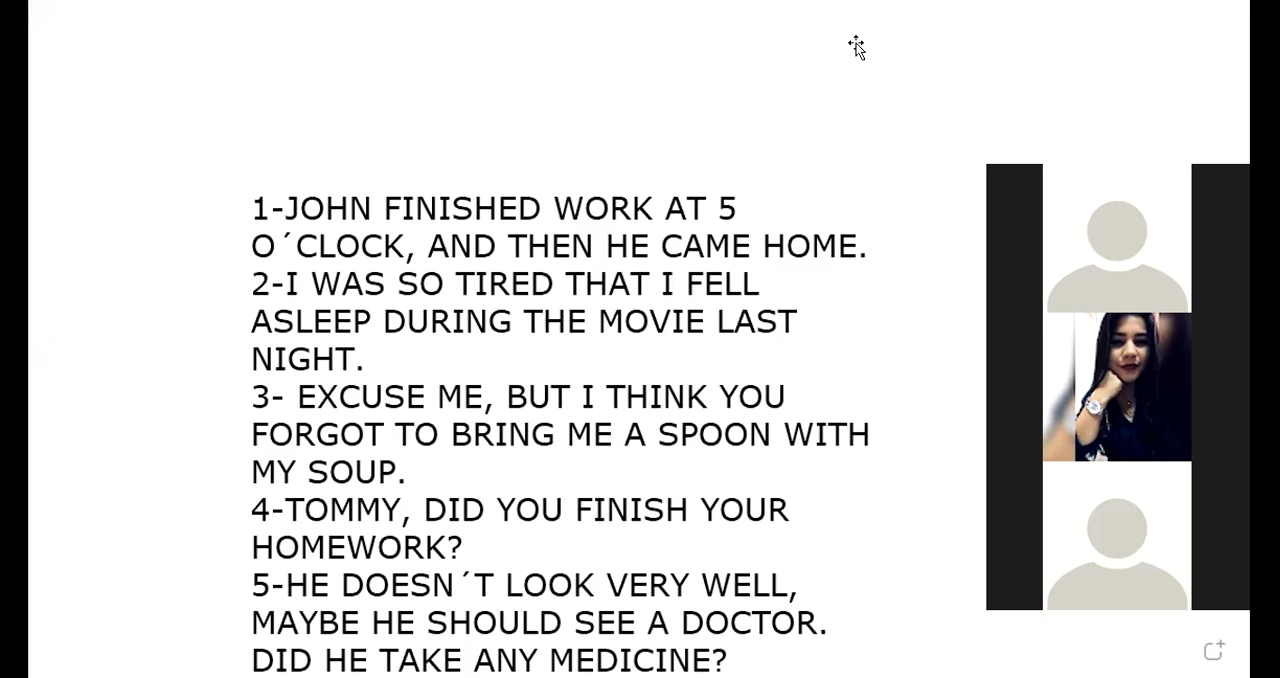 1-JOHN FINISHED WORK AT 5
O´CLOCK, AND THEN HE CAME HOME.
2-I WAS SO TIRED THAT I FELL
ASLEEP DURING THE MOVIE LAST
NIGHT.
3- EXCUSE ME, BUT I THINK YOU
FORGOT TO BRING ME A SPOON WITH
MY SOUP.
4-TOMMY, DID YOU FINISH YOUR
HOMEWORK?
5-HE DOESN´T LOOK VERY WELL,
MAYBE HE SHOULD SEE A DOCTOR.
DID HE TAKE ANY MEDICINE?